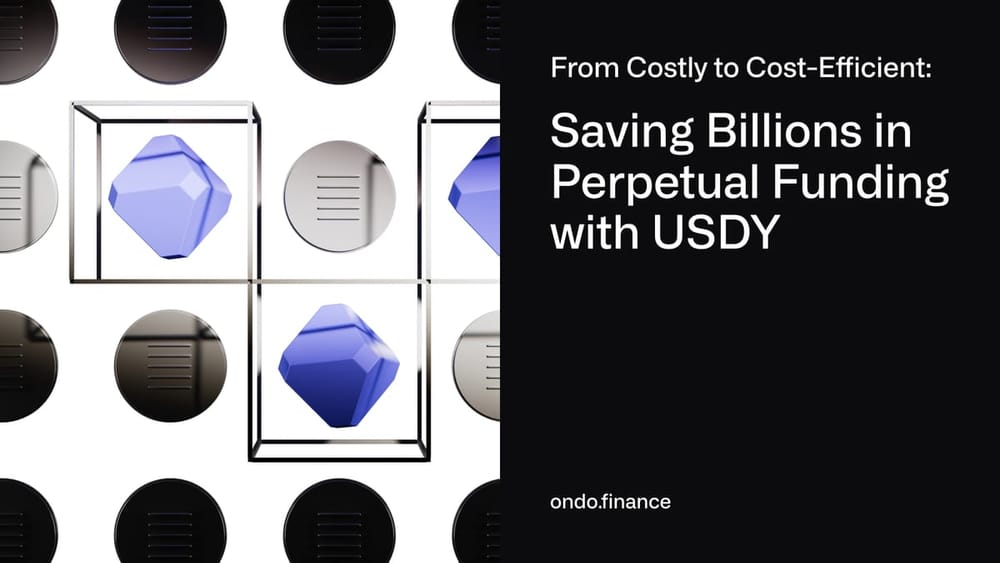 From Costly to Cost-Efficient:
Saving Billions in
Perpetual Funding
with USDY
ondo.finance